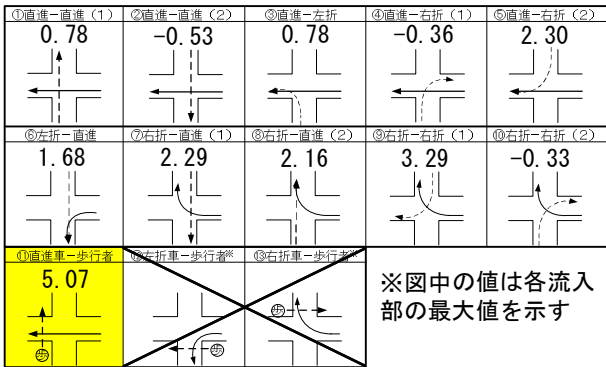 ①直進－直進（1） ②直進－直進（2） ③直進－左折 ④直進－右折（1） ⑤直進－右折（2）
0.78 -0.53 0.78 -0.36 2.30
⑥左折－直進 ⑦右折－直進（1） ⑧右折－直進（2） ⑨右折－右折（1） ⑩右折－右折（2）
1.68 2.29 2.16 3.29 -0.33
⑪直進車－歩行者 ⑫左折車－歩行者※ ⑬右折車－歩行者※
5.07
歩 歩 歩
※図中の値は各流入
部の最大値を示す